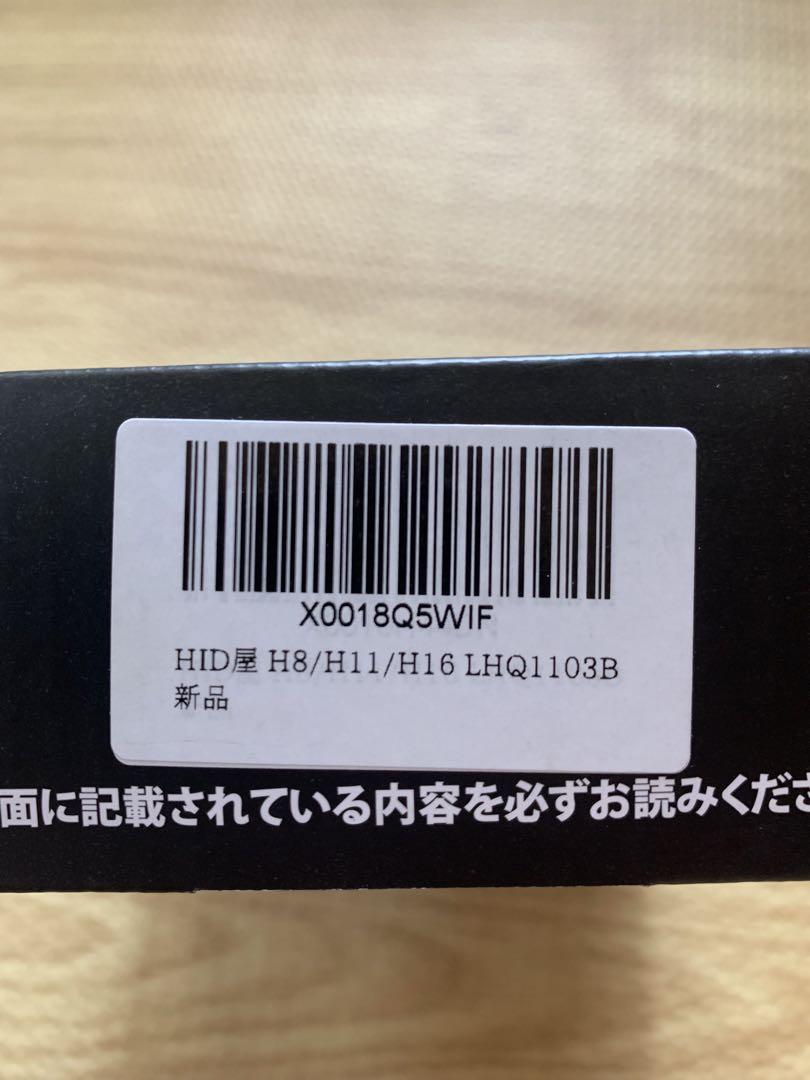 X0018Q5WIF
HID屋 H8/H11/H16 LHQ1103B
新品
面に記載されている内容を必ずお読みくださ